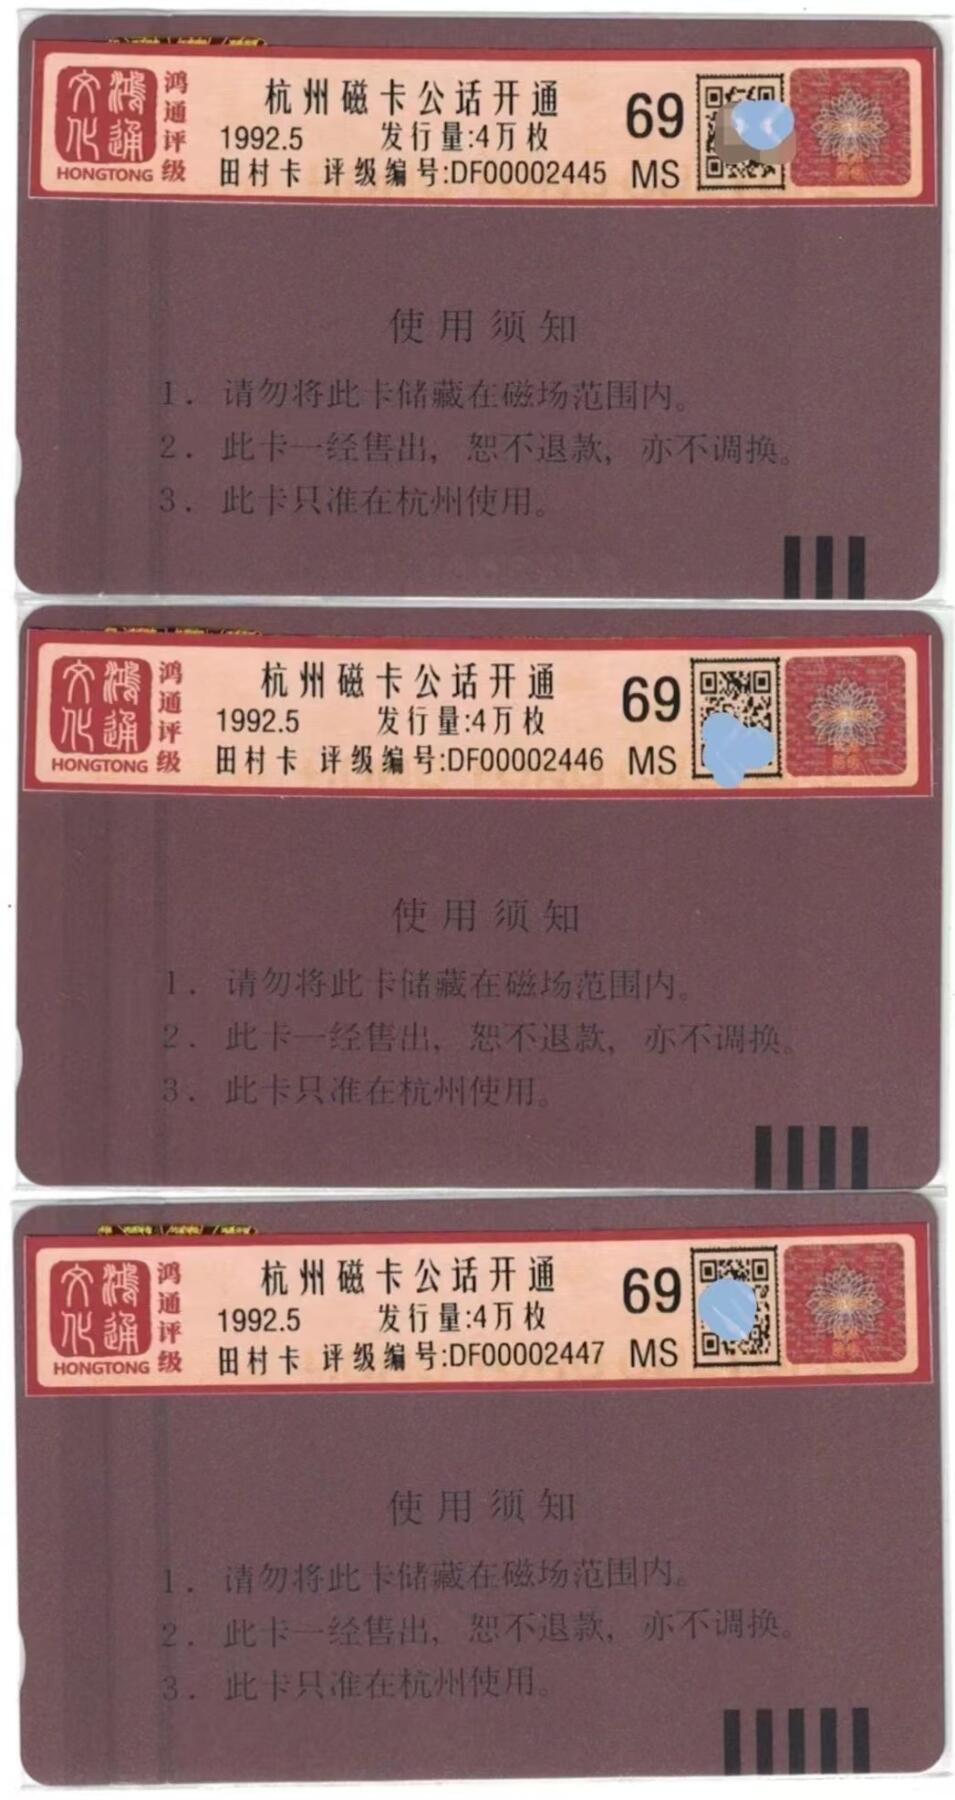 鸿通文化
HONGTONG
鸿通评级
杭州磁卡公话开通
1992.5 发行量:4万枚
田村卡 评级编号:DF00002445
69
MS
使用须知
1. 请勿将此卡储藏在磁场范围内。
2. 此卡一经售出，恕不退款，亦不调换。
3. 此卡只准在杭州使用。
鸿通文化
HONGTONG
鸿通评级
杭州磁卡公话开通
1992.5 发行量:4万枚
田村卡 评级编号:DF00002446
69
MS
使用须知
1. 请勿将此卡储藏在磁场范围内。
2. 此卡一经售出，恕不退款，亦不调换。
3. 此卡只准在杭州使用。
鸿通文化
HONGTONG
鸿通评级
杭州磁卡公话开通
1992.5 发行量:4万枚
田村卡 评级编号:DF00002447
69
MS
使用须知
1. 请勿将此卡储藏在磁场范围内。
2. 此卡一经售出，恕不退款，亦不调换。
3. 此卡只准在杭州使用。